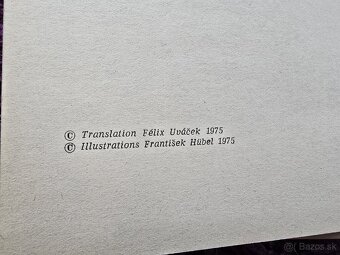 © Translation Félix Uváček 1975
© Illustrations František Hübel 1975
Bazos.sk